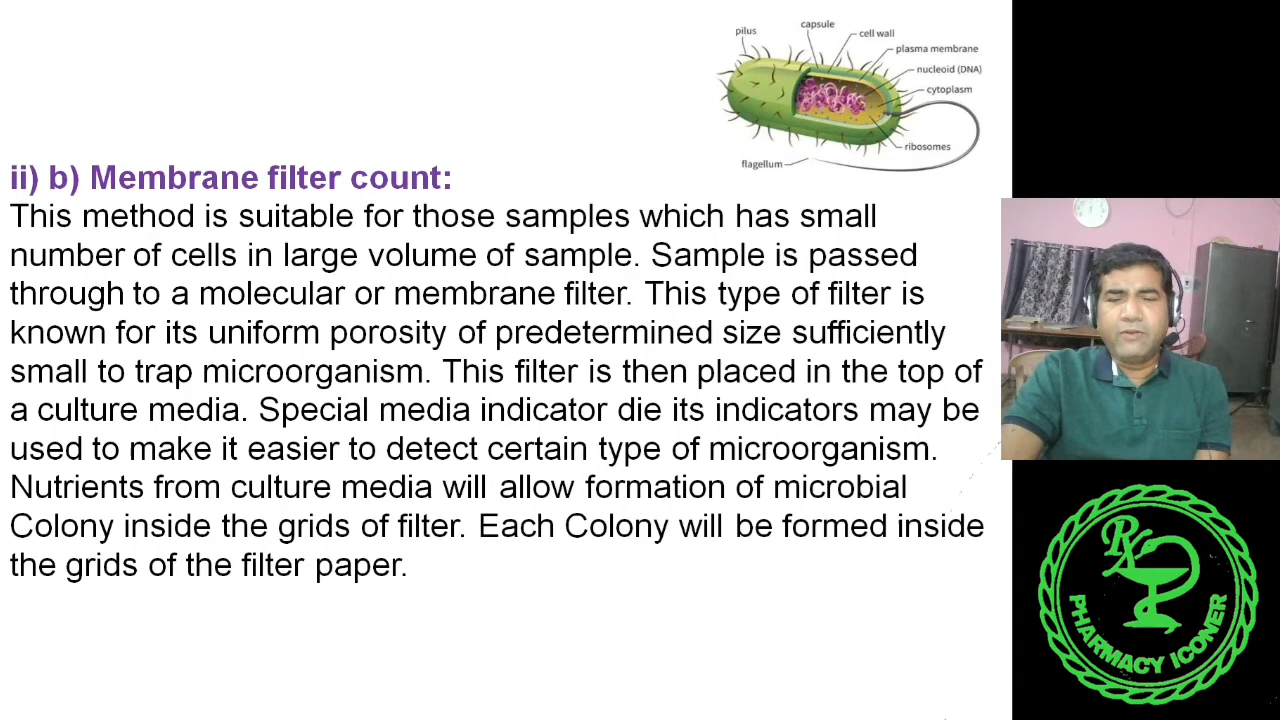 pilus
capsule
cell wall
plasma membrane
nucleoid (DNA)
cytoplasm
ribosomes
flagellum
ii) b) Membrane filter count:
This method is suitable for those samples which has small
number of cells in large volume of sample. Sample is passed
through to a molecular or membrane filter. This type of filter is
known for its uniform porosity of predetermined size sufficiently
small to trap microorganism. This filter is then placed in the top of
a culture media. Special media indicator die its indicators may be
used to make it easier to detect certain type of microorganism.
Nutrients from culture media will allow formation of microbial
Colony inside the grids of filter. Each Colony will be formed inside
the grids of the filter paper.
Rx
PHARMACY ICONER